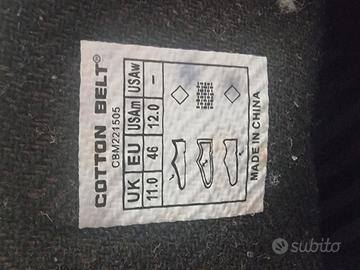 COTTON BELT®
CBM221505
UK EU USAm USAw
11.0 46 12.0 –
MADE IN CHINA
subito